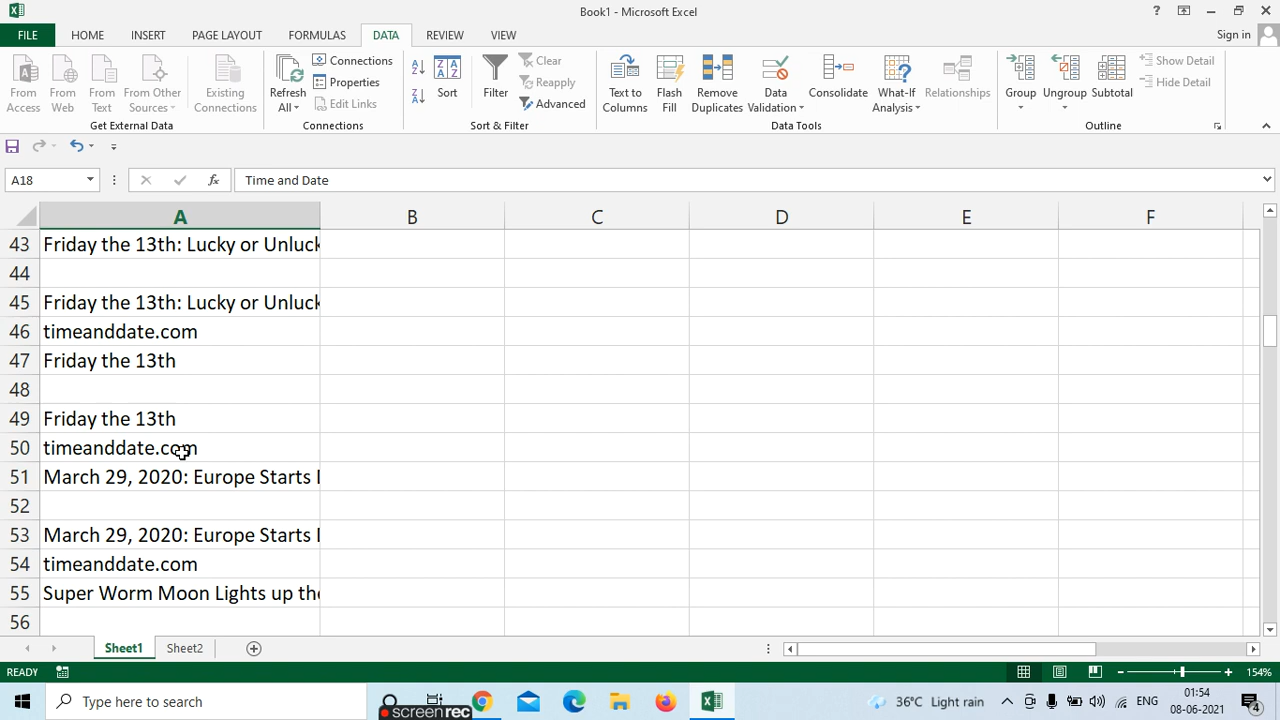 Book1 - Microsoft Excel
FILE HOME INSERT PAGE LAYOUT FORMULAS DATA REVIEW VIEW Sign in
From Access
From Web
From Text
From Other Sources
Existing Connections
Get External Data
Refresh All
Connections
Properties
Edit Links
Connections
Sort
Filter
Clear
Reapply
Advanced
Sort & Filter
Text to Columns
Flash Fill
Remove Duplicates
Data Validation
Consolidate
What-If Analysis
Relationships
Data Tools
Group
Ungroup
Subtotal
Show Detail
Hide Detail
Outline
A18 fx Time and Date
A B C D E F
43 Friday the 13th: Lucky or Unluck
44
45 Friday the 13th: Lucky or Unluck
46 timeanddate.com
47 Friday the 13th
48
49 Friday the 13th
50 timeanddate.com
51 March 29, 2020: Europe Starts
52
53 March 29, 2020: Europe Starts
54 timeanddate.com
55 Super Worm Moon Lights up the
56
Sheet1 Sheet2
READY 154%
Type here to search
screenrec
36°C Light rain
ENG
01:54
08-06-2021
4